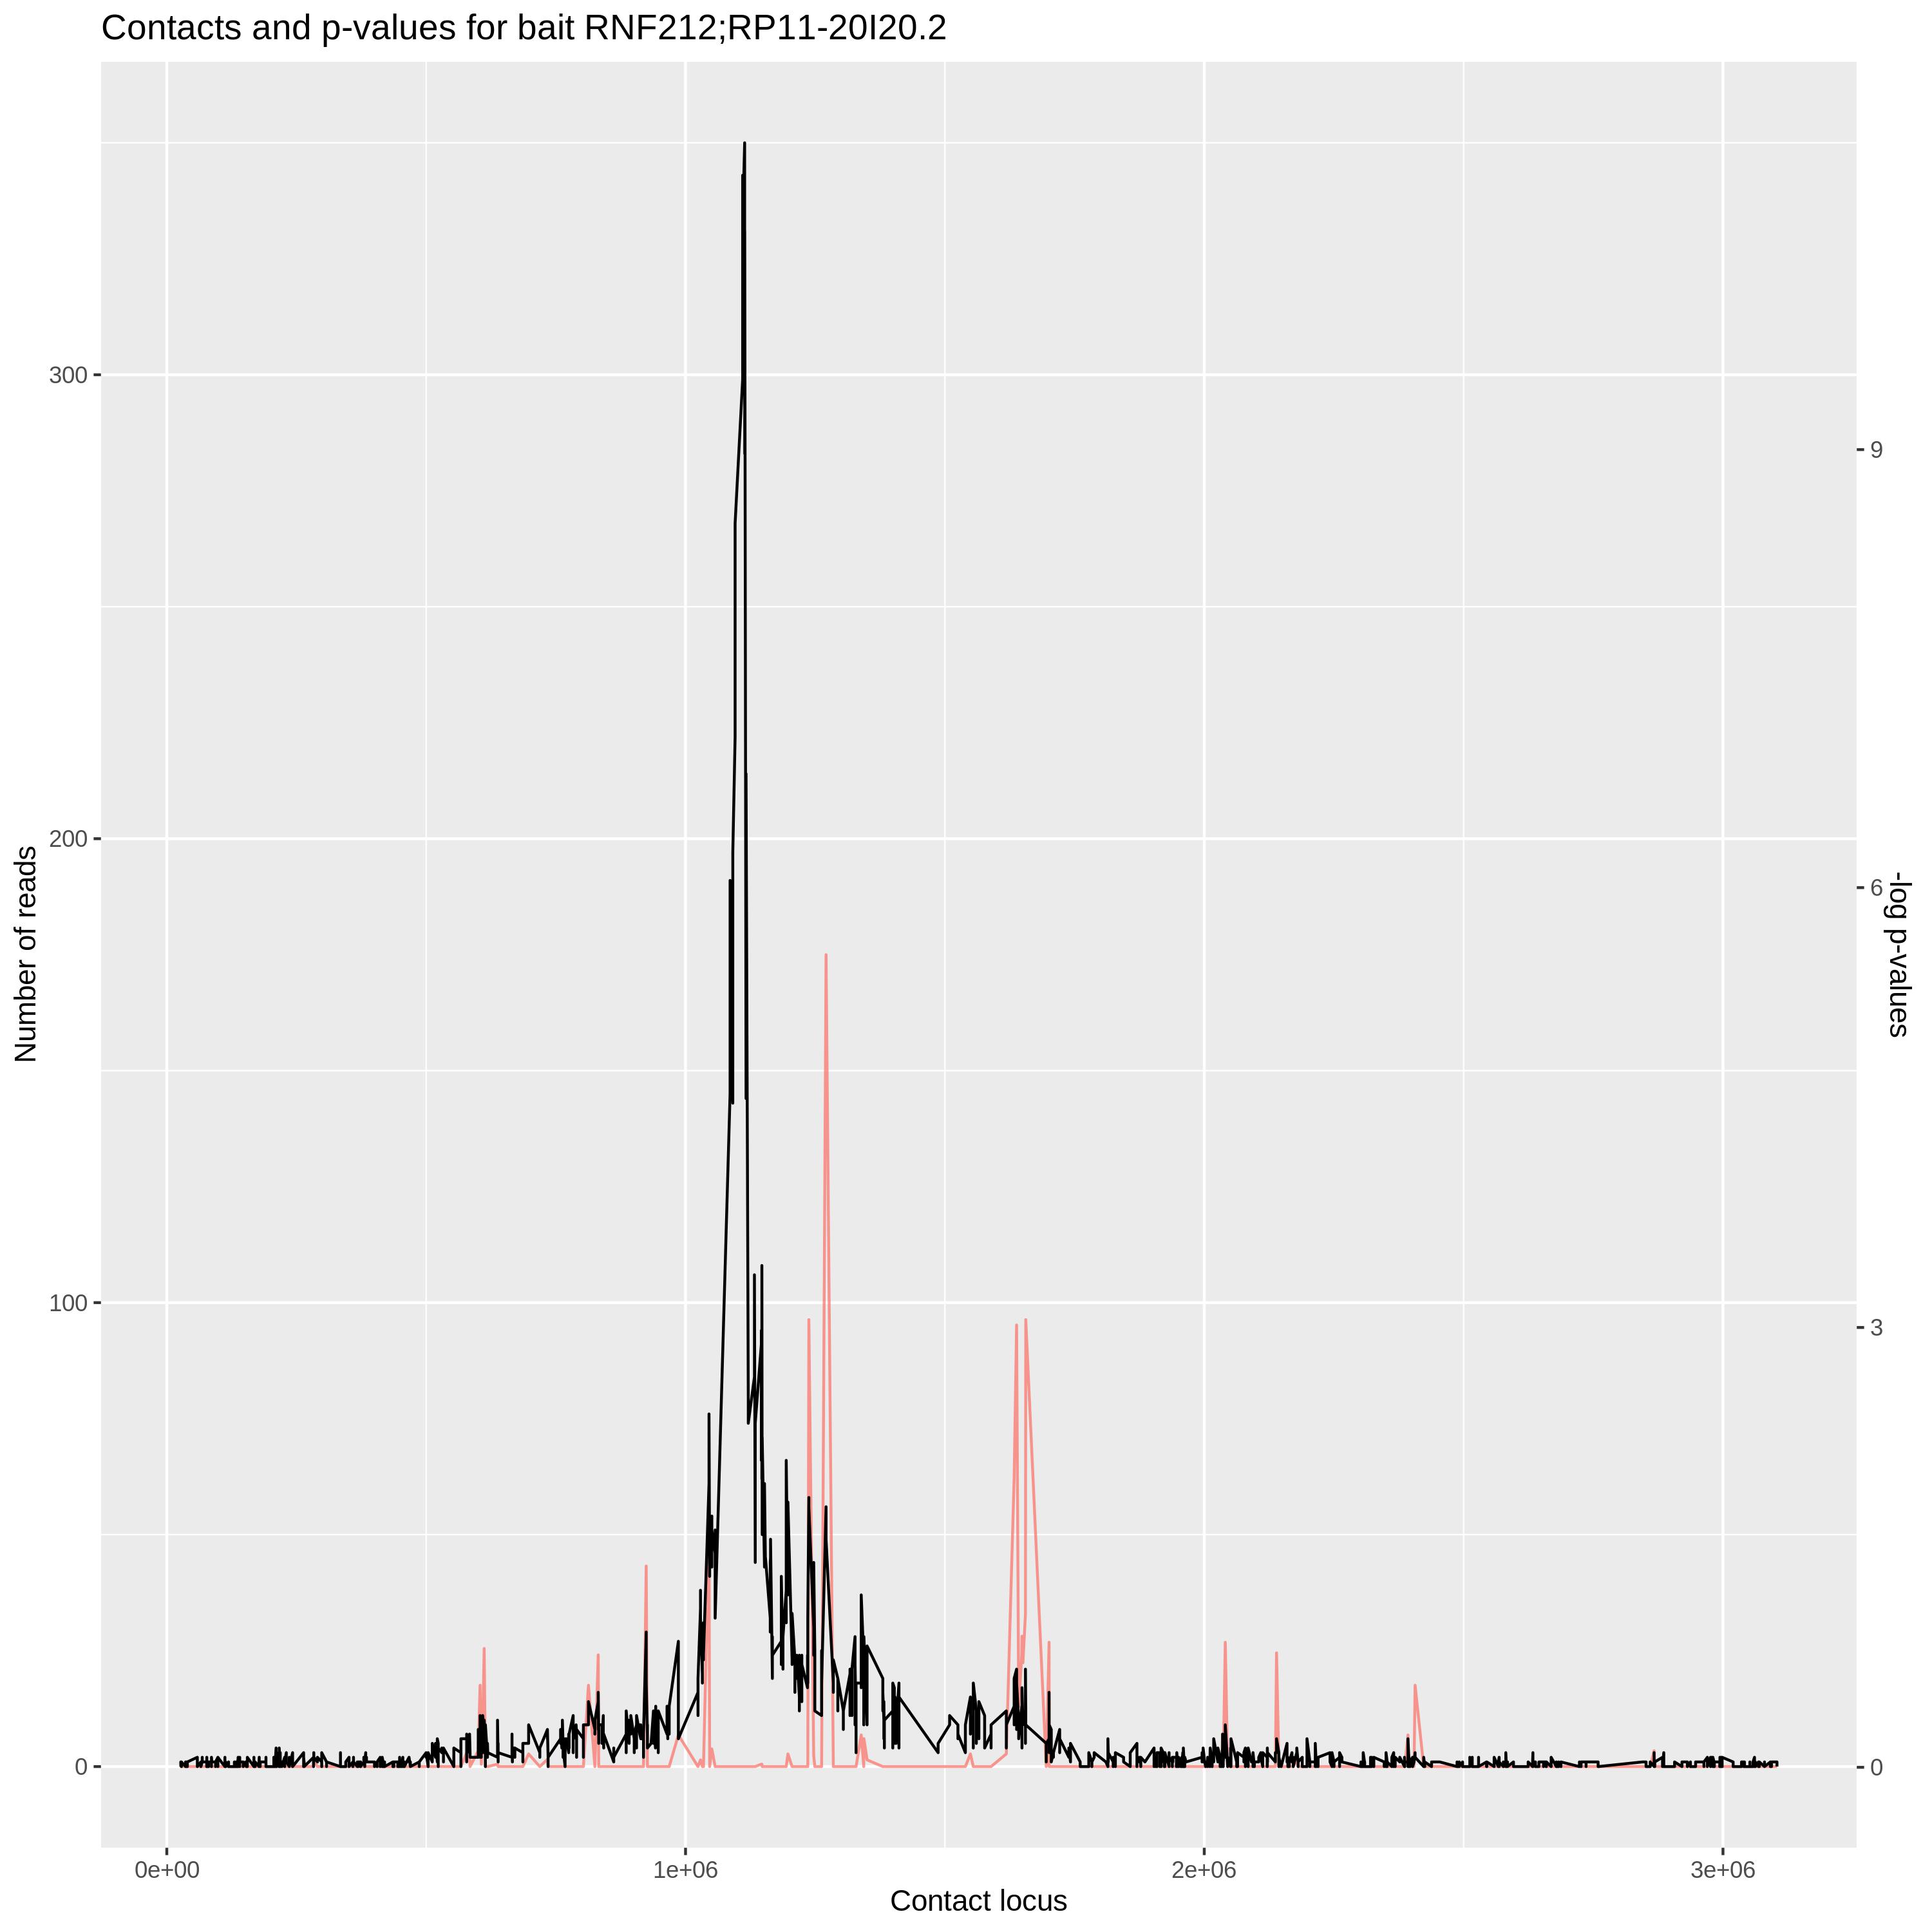 Contacts and p-values for bait RNF212;RP11-20I20.2
Number of reads
300
200
100
0
9
6
3
0
-log p-values
0e+00
1e+06
2e+06
3e+06
Contact locus